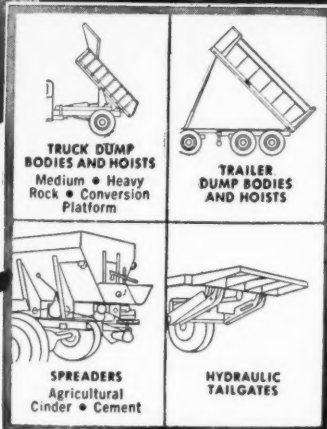 TRUCK DUMP
BODIES AND HOISTS
Medium • Heavy
Rock • Conversion
Platform
TRAILER
DUMP BODIES
AND HOISTS
SPREADERS
Agricultural
Cinder • Cement
HYDRAULIC
TAILGATES